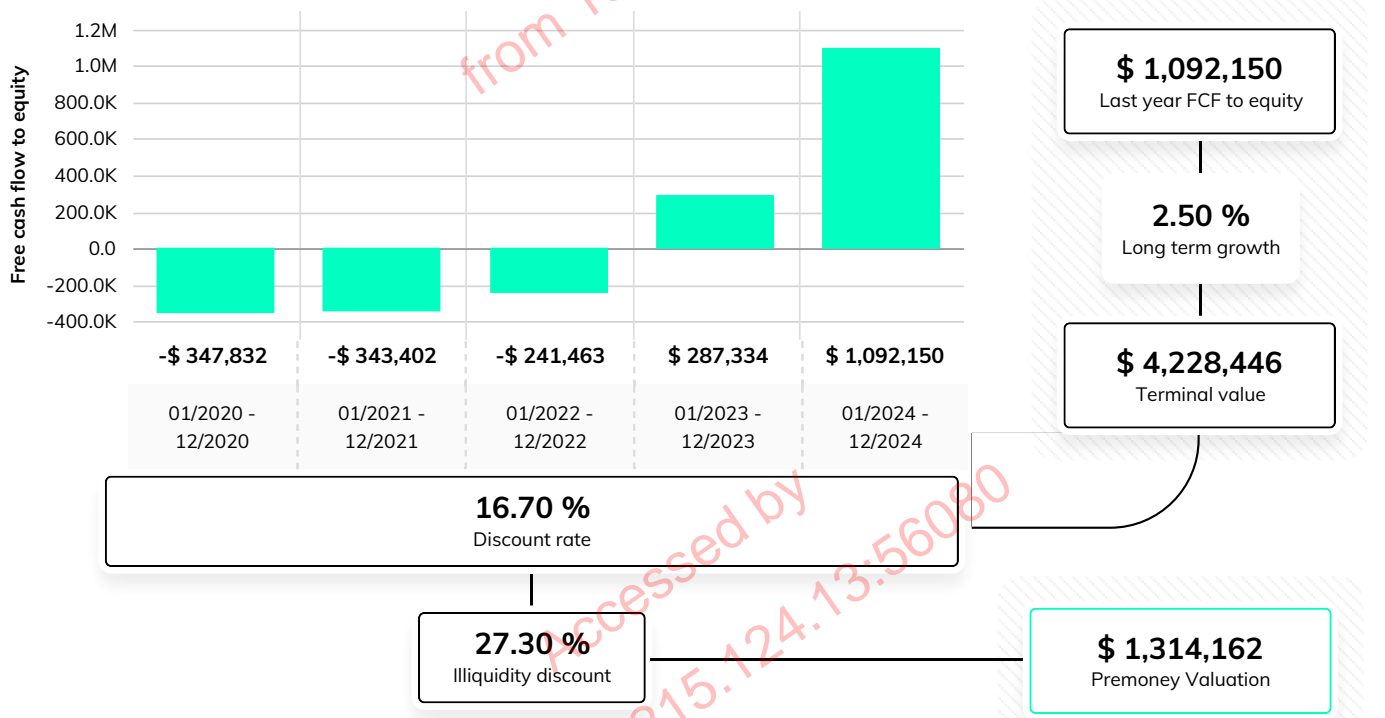 Free cash flow to equity
1.2M
1.0M
800.0K
600.0K
400.0K
200.0K
0.0
-200.0K
-400.0K
-$ 347,832
-$ 343,402
-$ 241,463
$ 287,334
$ 1,092,150
01/2020 -
12/2020
01/2021 -
12/2021
01/2022 -
12/2022
01/2023 -
12/2023
01/2024 -
12/2024
$ 1,092,150
Last year FCF to equity
2.50 %
Long term growth
$ 4,228,446
Terminal value
16.70 %
Discount rate
27.30 %
Illiquidity discount
$ 1,314,162
Premoney Valuation
from
Accessed by
215.124.13:56080